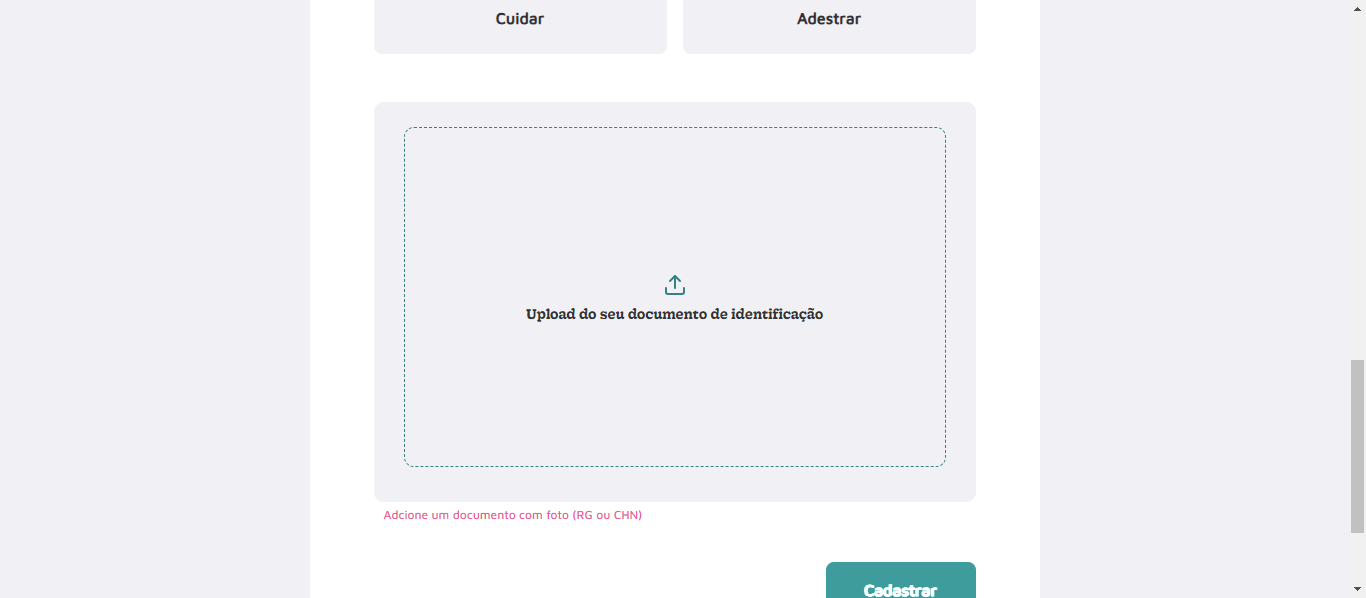 Cuidar
Adestrar
Upload do seu documento de identificação
Adcione um documento com foto (RG ou CHN)
Cadastrar